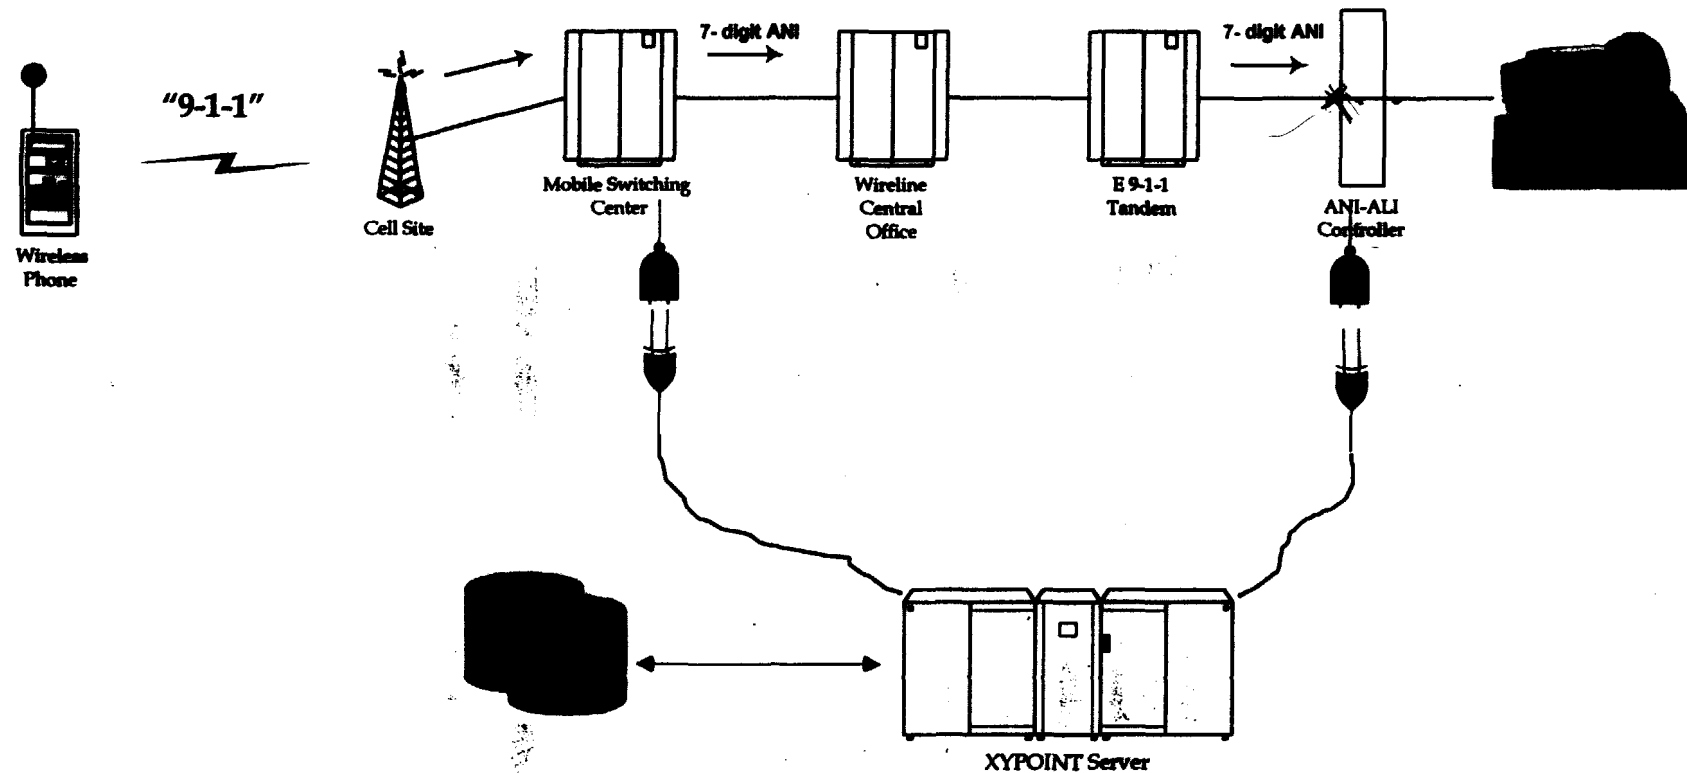 7- digit ANI
7- digit ANI
“9-1-1”
Mobile Switching
Center
Wireline
Central
Office
E 9-1-1
Tandem
ANI-ALI
Controller
Cell Site
Wireless
Phone
XYPOINT Server